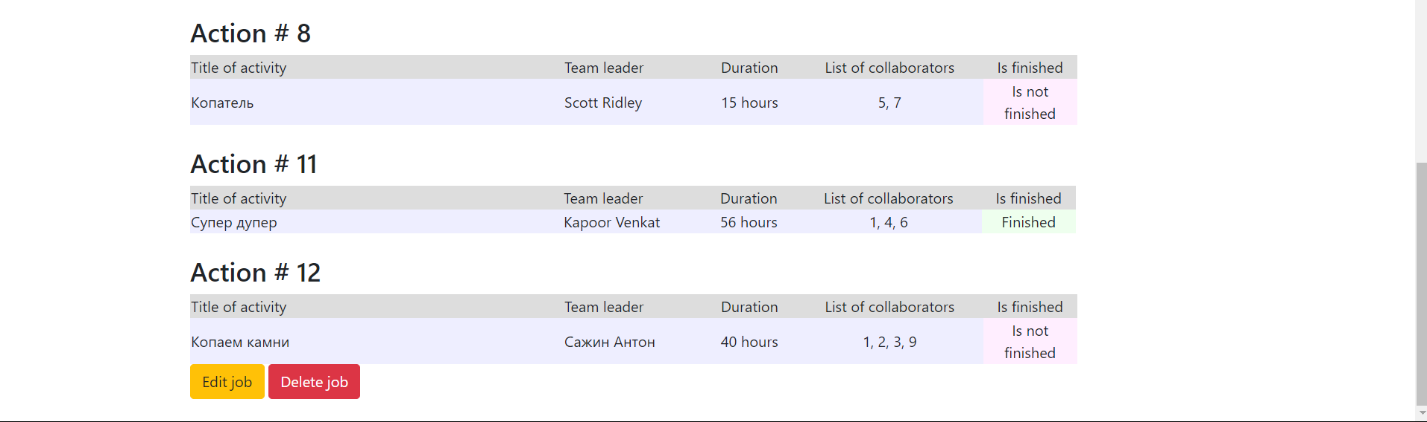 Action # 8
Title of activity Team leader Duration List of collaborators Is finished
Копатель Scott Ridley 15 hours 5, 7 Is not
finished
Action # 11
Title of activity Team leader Duration List of collaborators Is finished
Супер дупер Kapoor Venkat 56 hours 1, 4, 6 Finished
Action # 12
Title of activity Team leader Duration List of collaborators Is finished
Копаем камни Сажин Антон 40 hours 1, 2, 3, 9 Is not
finished
Edit job Delete job